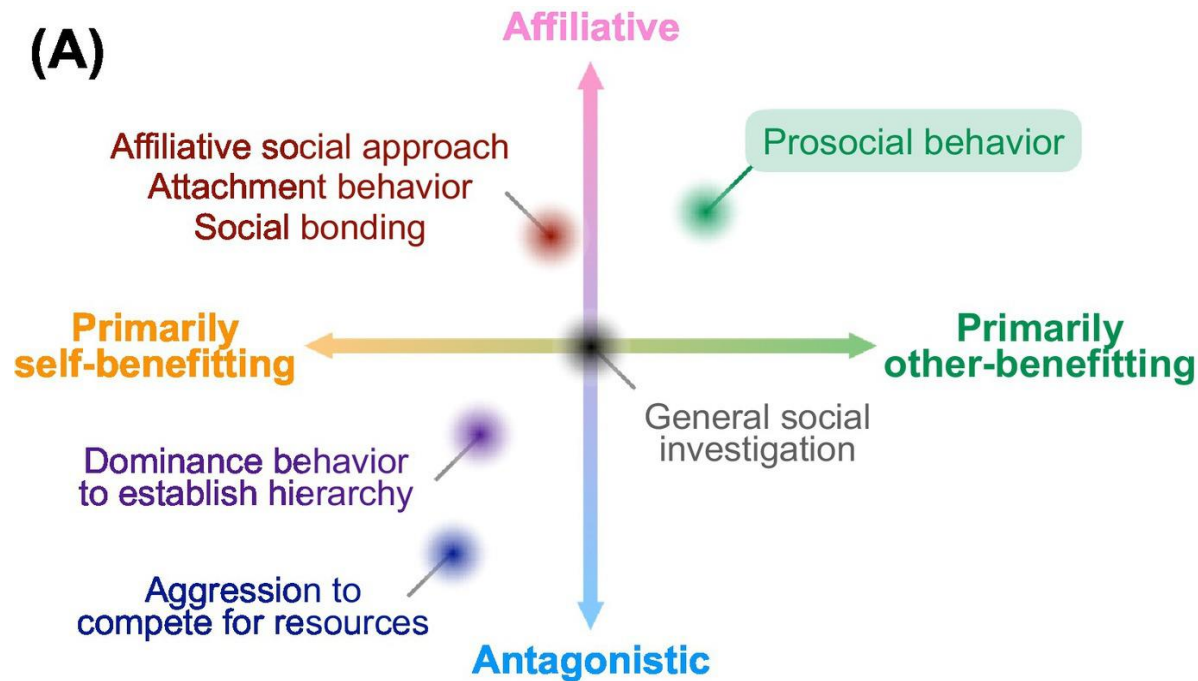 (A)
Affiliative
Affiliative social approach
Attachment behavior
Social bonding
Prosocial behavior
Primarily
self-benefitting
Primarily
other-benefitting
General social
investigation
Dominance behavior
to establish hierarchy
Aggression to
compete for resources
Antagonistic